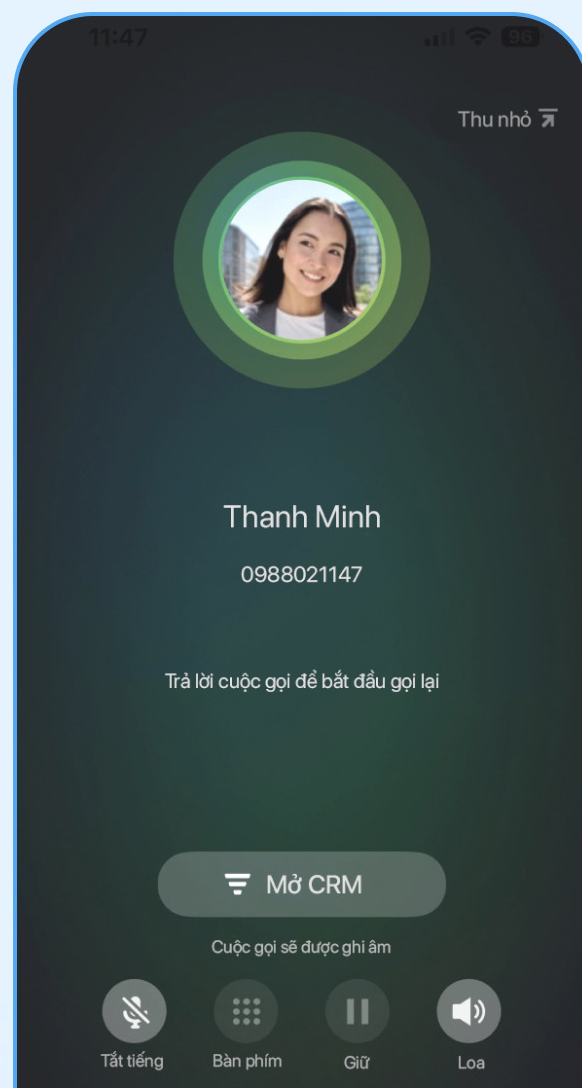 11:47
96
Thu nhỏ
Thanh Minh
0988021147
Trả lời cuộc gọi để bắt đầu gọi lại
Mở CRM
Cuộc gọi sẽ được ghi âm
Tắt tiếng Bàn phím Giữ Loa